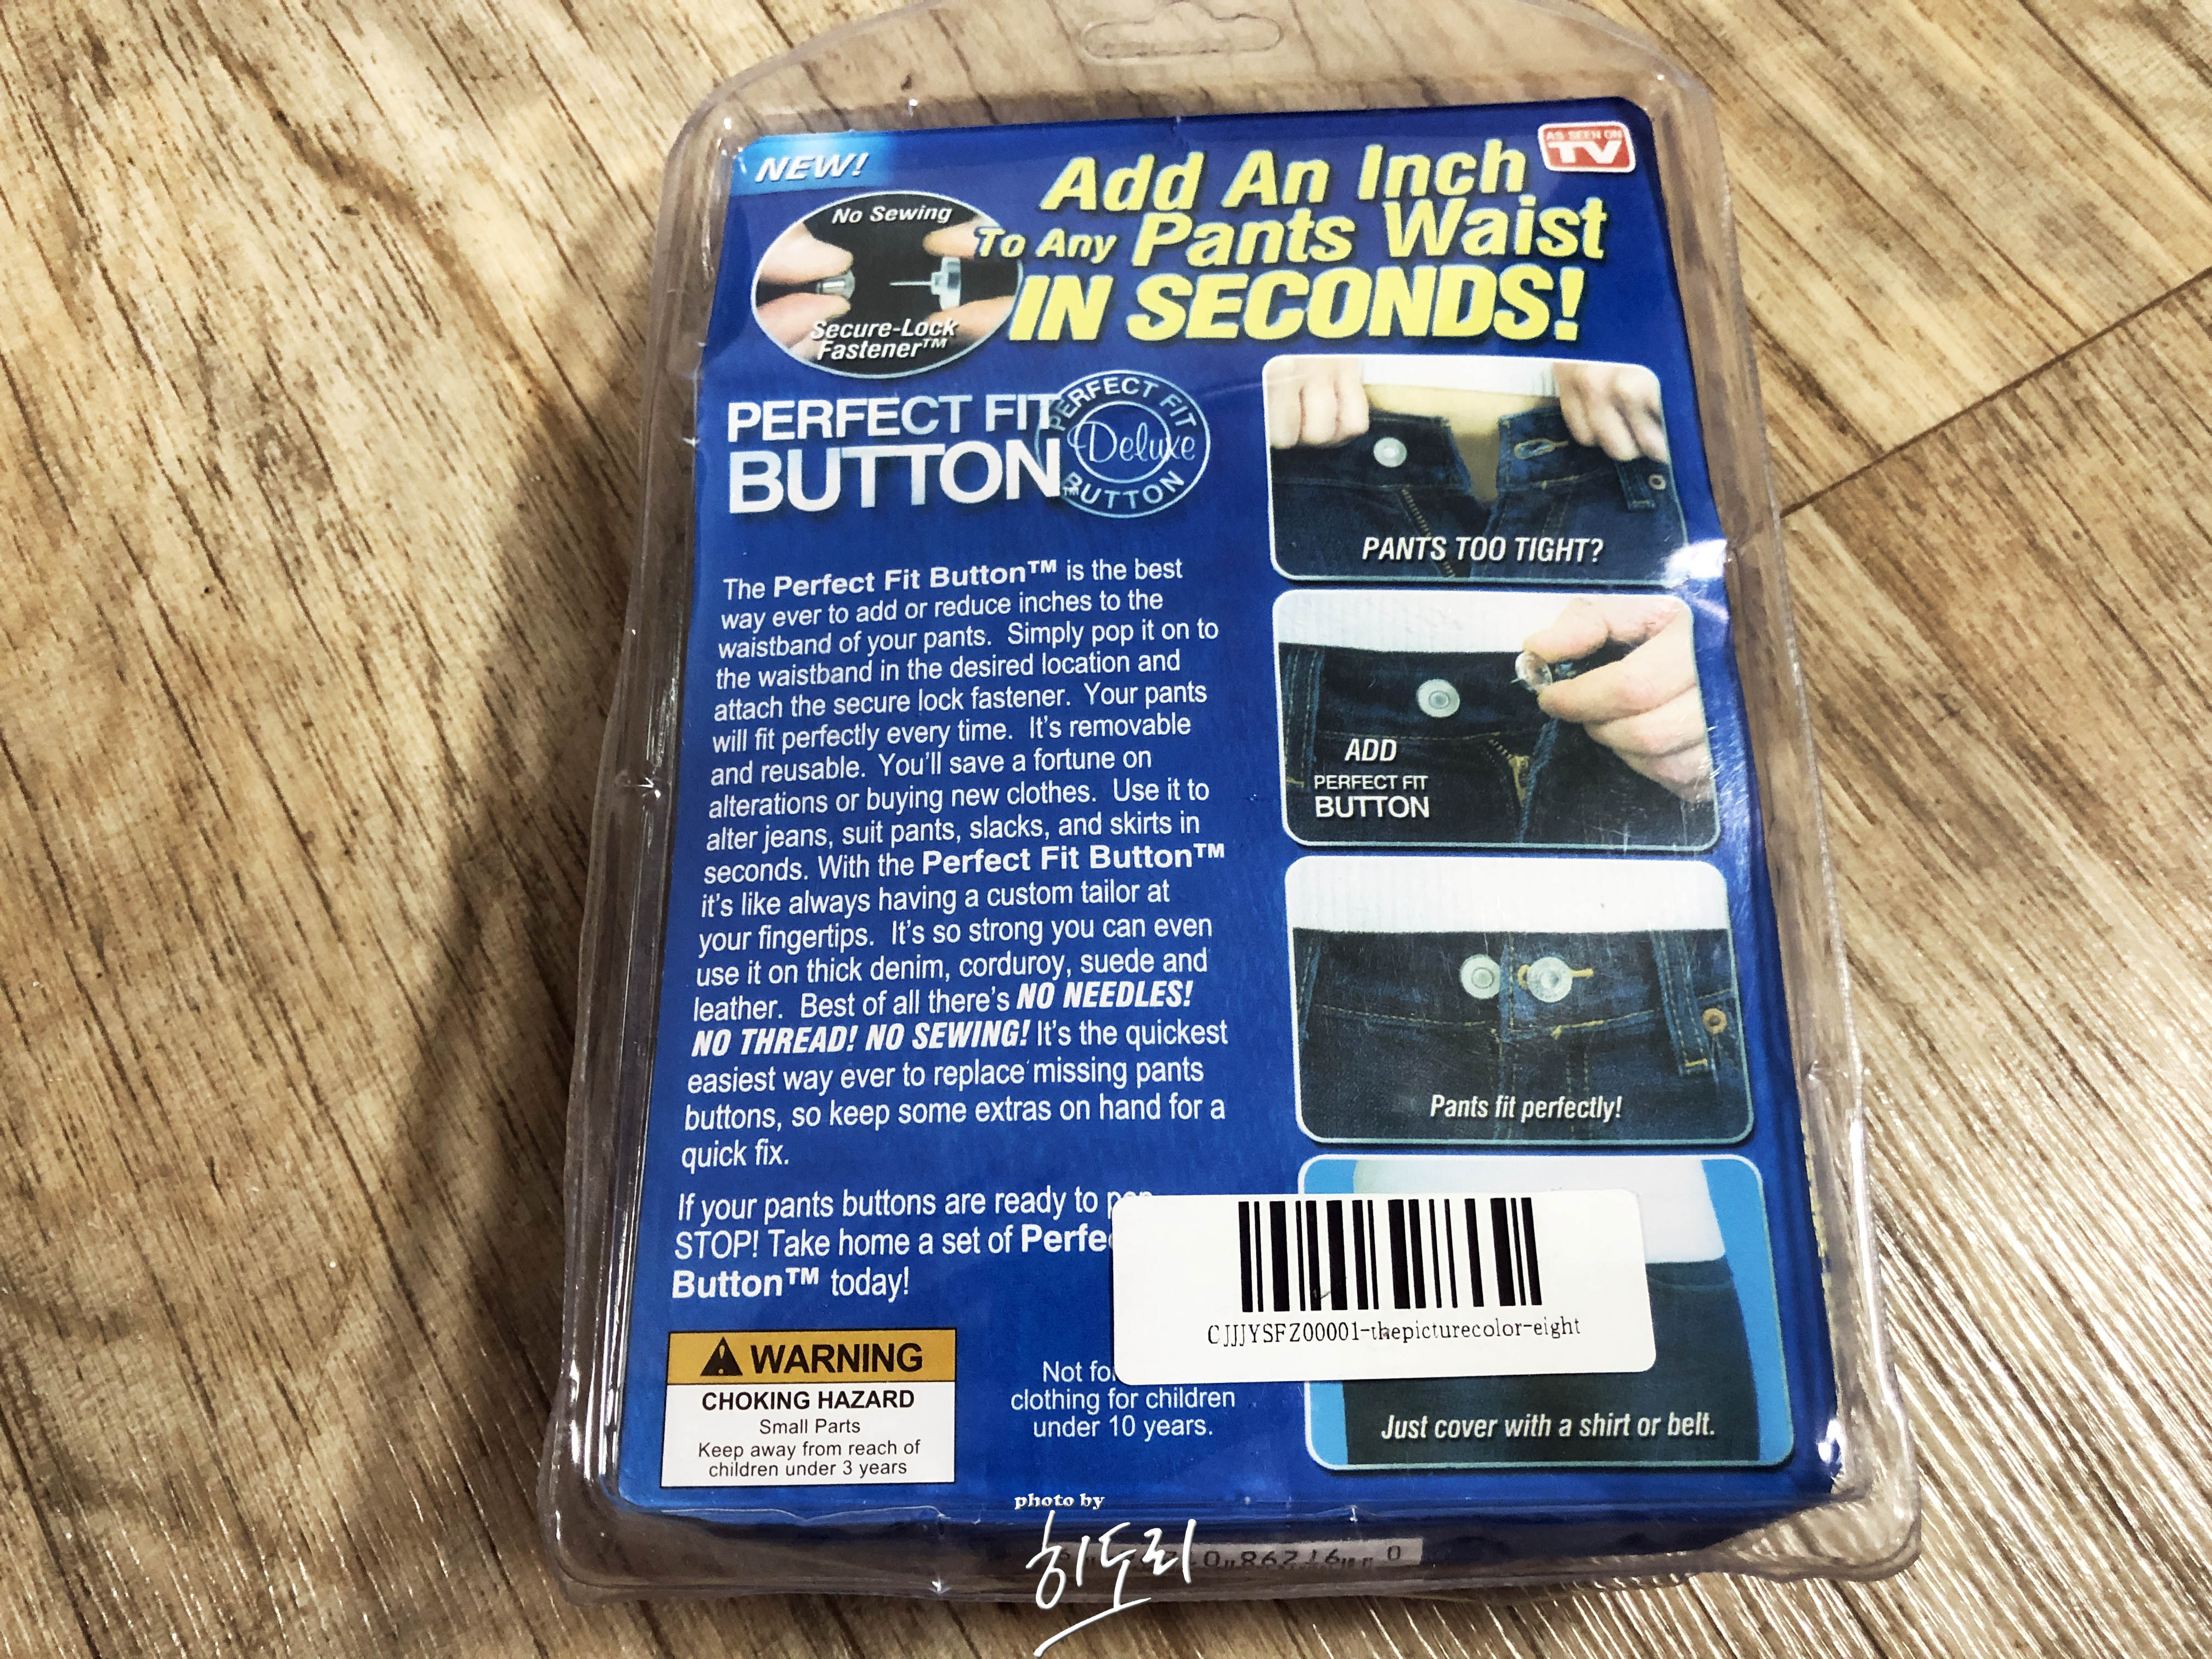 NEW!
AS SEEN ON
TV
Add An Inch
To Any Pants Waist
IN SECONDS!
No Sewing
Secure-Lock
Fastener™
PERFECT FIT
BUTTON™
PERFECT FIT
Deluxe
BUTTON
The Perfect Fit Button™ is the best
way ever to add or reduce inches to the
waistband of your pants. Simply pop it on to
the waistband in the desired location and
attach the secure lock fastener. Your pants
will fit perfectly every time. It's removable
and reusable. You'll save a fortune on
alterations or buying new clothes. Use it to
alter jeans, suit pants, slacks, and skirts in
seconds. With the Perfect Fit Button™
it's like always having a custom tailor at
your fingertips. It's so strong you can even
use it on thick denim, corduroy, suede and
leather. Best of all there's NO NEEDLES!
NO THREAD! NO SEWING! It's the quickest
easiest way ever to replace missing pants
buttons, so keep some extras on hand for a
quick fix.
If your pants buttons are ready to
STOP! Take home a set of
Button™ today!
PANTS TOO TIGHT?
ADD
PERFECT FIT
BUTTON
Pants fit perfectly!
CJJJYSFZ00001-thepicturecolor-eight
Just cover with a shirt or belt.
WARNING
CHOKING HAZARD
Small Parts
Keep away from reach of
children under 3 years
Not
clothing for children
under 10 years.
photo by
히두리